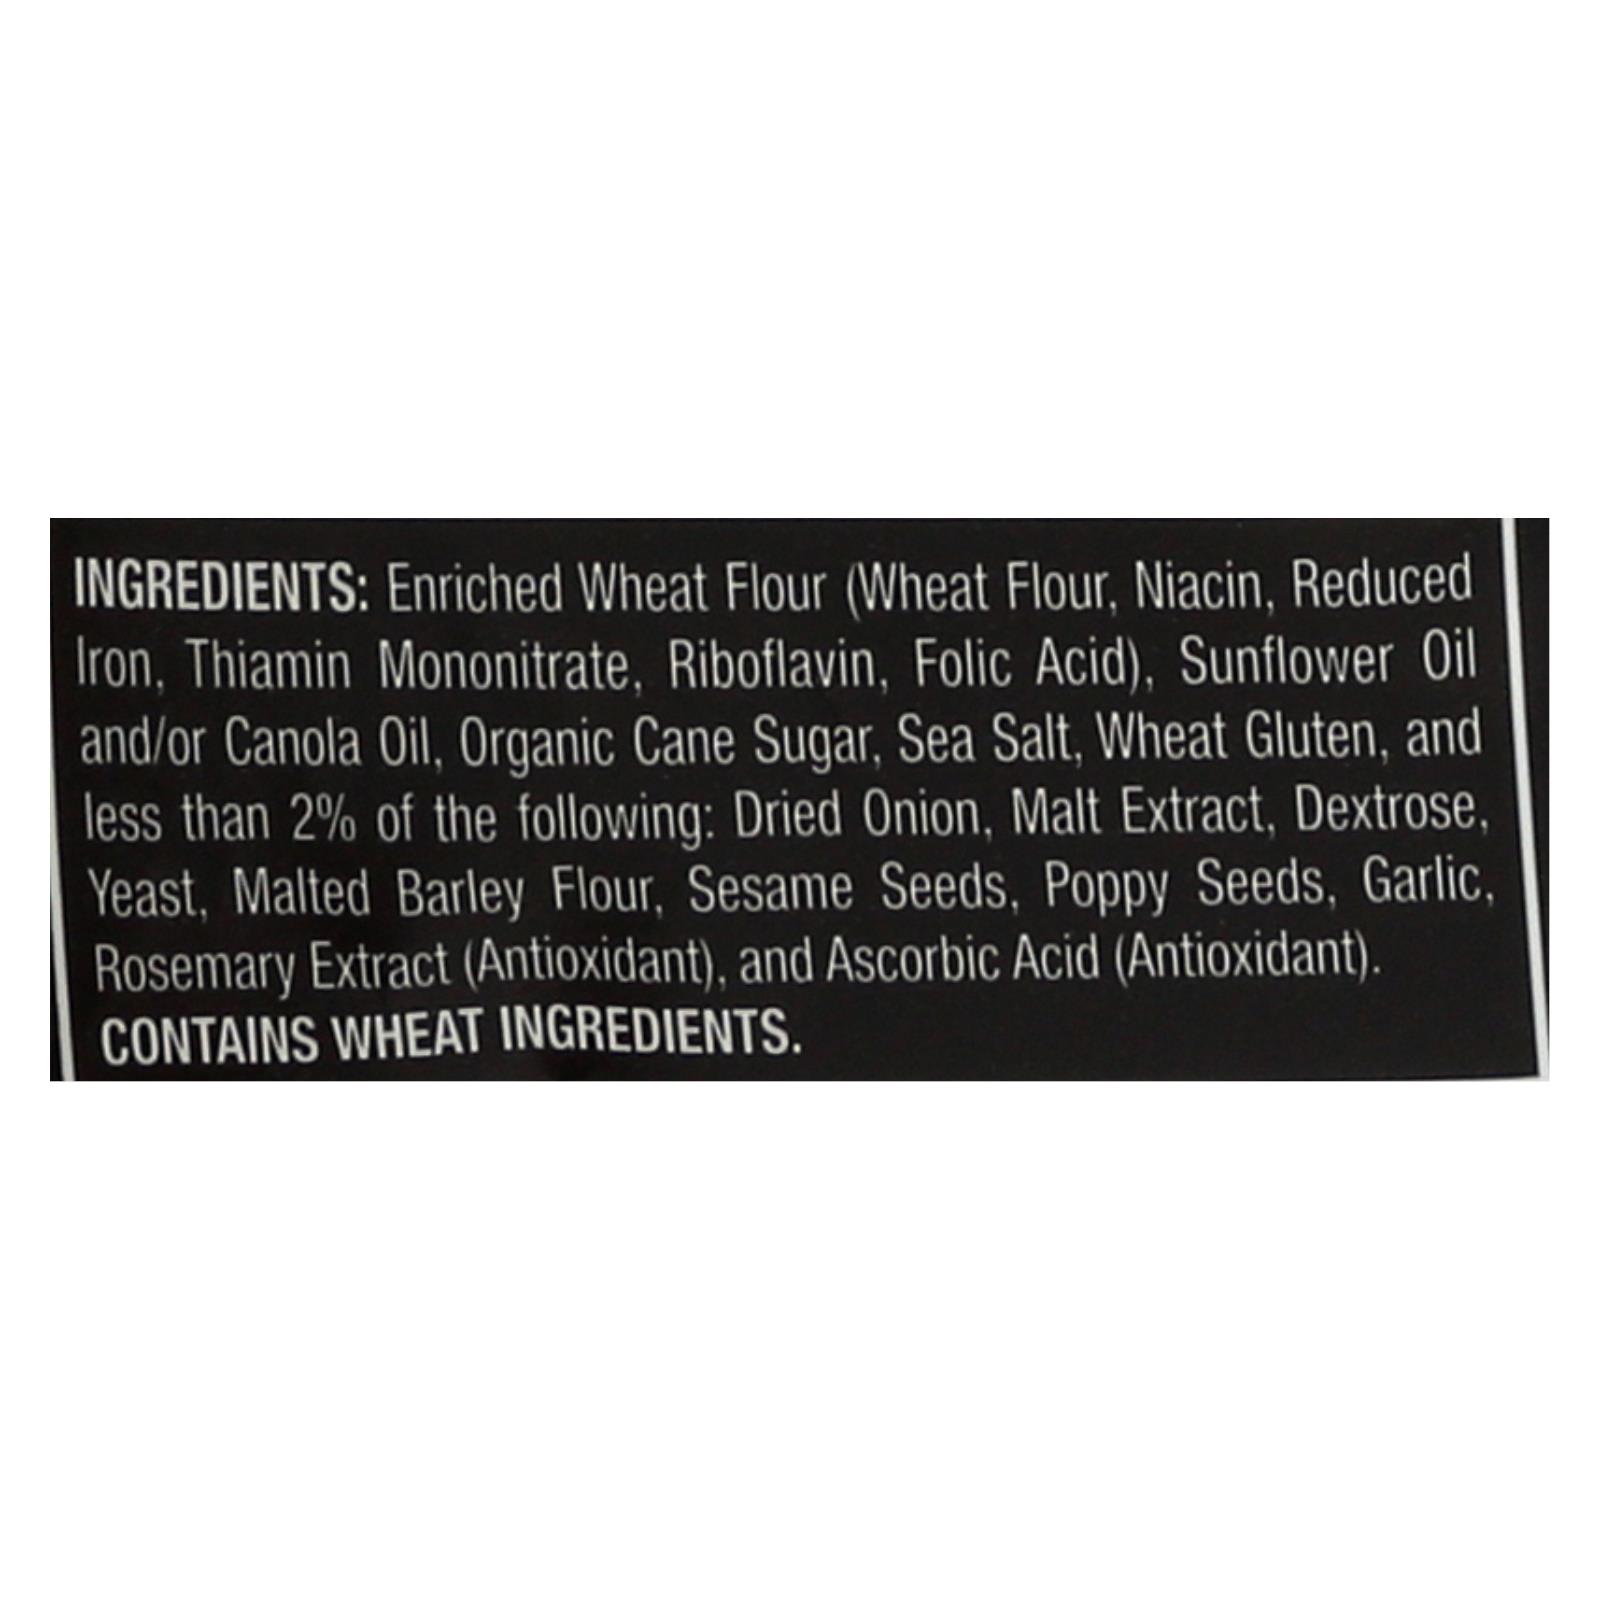 INGREDIENTS: Enriched Wheat Flour (Wheat Flour, Niacin, Reduced
Iron, Thiamin Mononitrate, Riboflavin, Folic Acid), Sunflower Oil
and/or Canola Oil, Organic Cane Sugar, Sea Salt, Wheat Gluten, and
less than 2% of the following: Dried Onion, Malt Extract, Dextrose,
Yeast, Malted Barley Flour, Sesame Seeds, Poppy Seeds, Garlic,
Rosemary Extract (Antioxidant), and Ascorbic Acid (Antioxidant).
CONTAINS WHEAT INGREDIENTS.